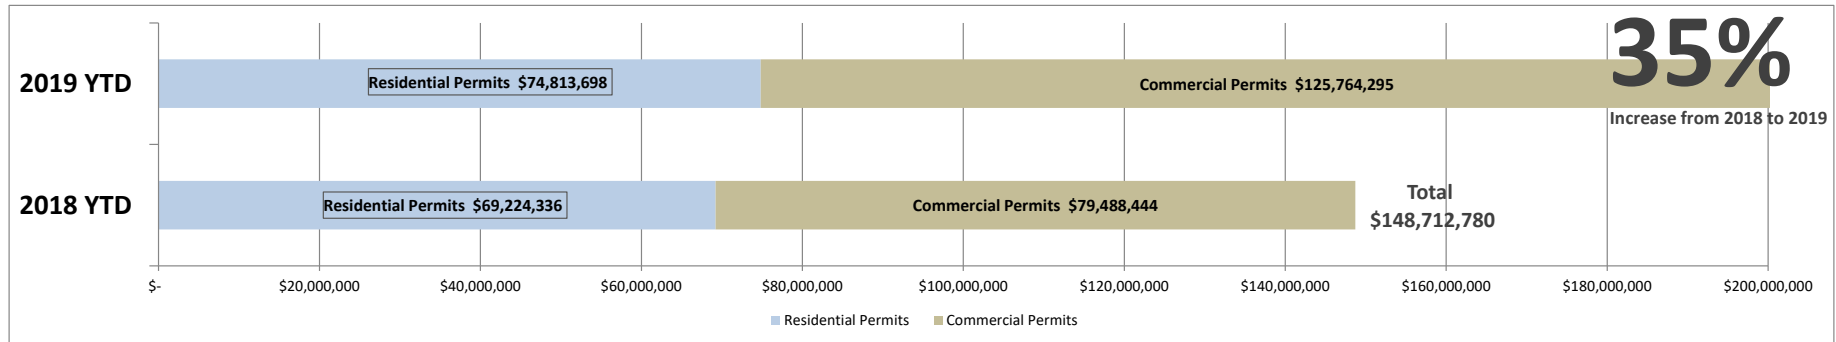 35%
Increase from 2018 to 2019
2019 YTD
Residential Permits $74,813,698
Commercial Permits $125,764,295
2018 YTD
Residential Permits $69,224,336
Commercial Permits $79,488,444
Total
$148,712,780
$-
$20,000,000
$40,000,000
$60,000,000
$80,000,000
$100,000,000
$120,000,000
$140,000,000
$160,000,000
$180,000,000
$200,000,000
Residential Permits
Commercial Permits